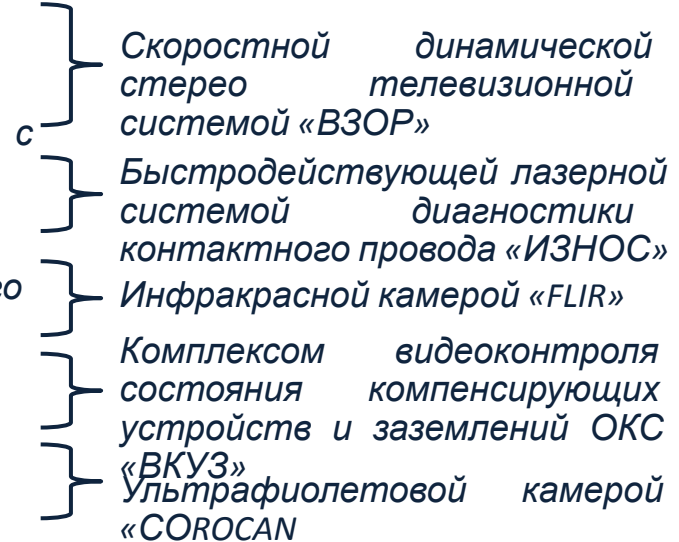 Скоростной динамической
стерео телевизионной
системой «ВЗОР»
с
Быстродействующей лазерной
системой диагностики
контактного провода «ИЗНОС»
го
Инфракрасной камерой «FLIR»
Комплексом видеоконтроля
состояния компенсирующих
устройств и заземлений ОКС
«ВКУЗ»
Ультрафиолетовой камерой
«COROCAN